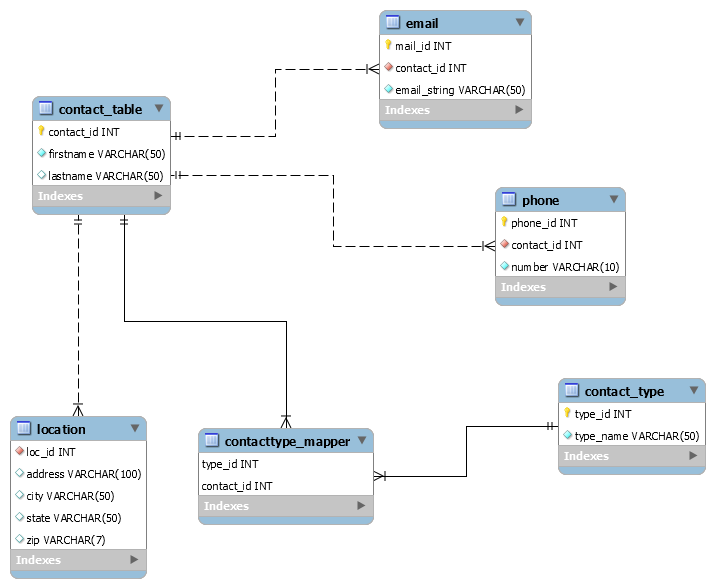 email
mail_id INT
contact_id INT
email_string VARCHAR(50)
Indexes
contact_table
contact_id INT
firstname VARCHAR(50)
lastname VARCHAR(50)
Indexes
phone
phone_id INT
contact_id INT
number VARCHAR(10)
Indexes
contact_type
type_id INT
type_name VARCHAR(50)
Indexes
location
loc_id INT
address VARCHAR(100)
city VARCHAR(50)
state VARCHAR(50)
zip VARCHAR(7)
Indexes
contacttype_mapper
type_id INT
contact_id INT
Indexes